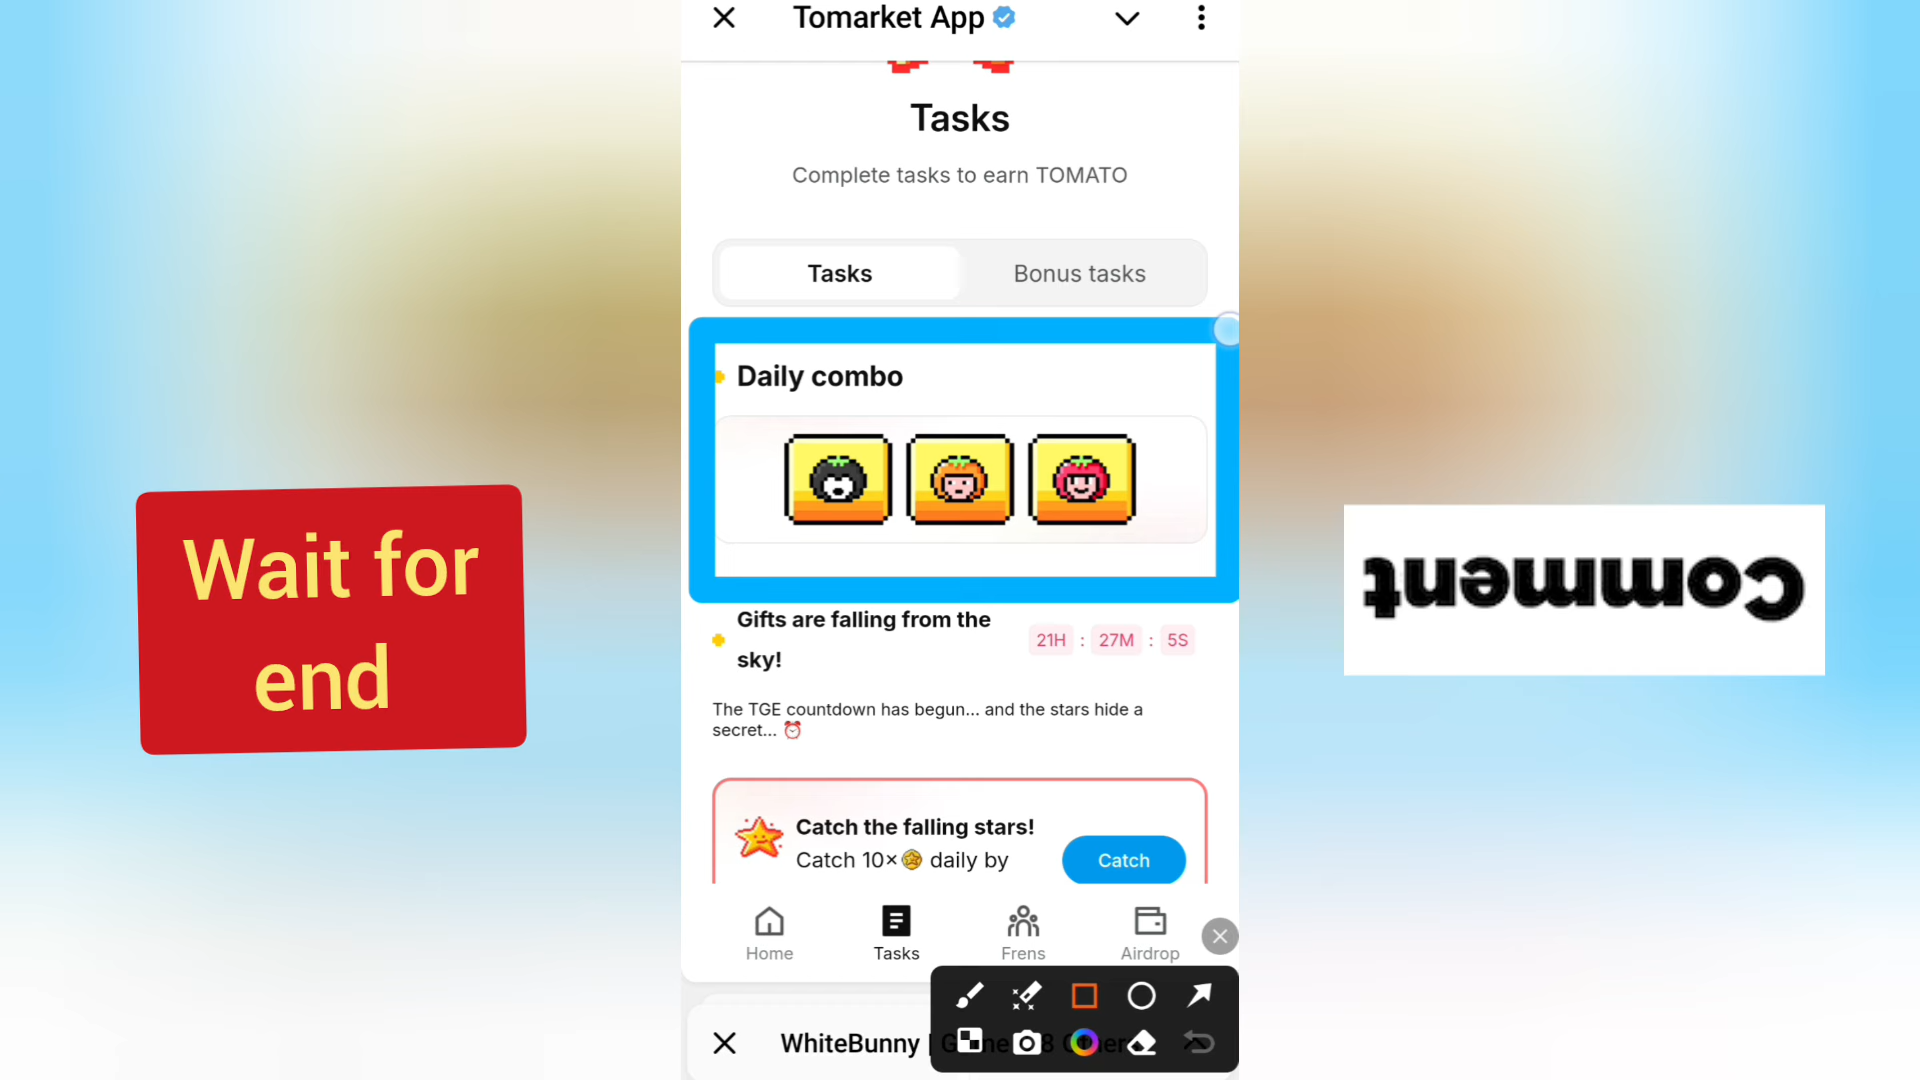 Tomarket App
Tasks
Complete tasks to earn TOMATO
Tasks
Bonus tasks
Daily combo
Gifts are falling from the
sky!
21H : 27M : 5S
The TGE countdown has begun... and the stars hide a
secret... ⏰
Catch the falling stars!
Catch 10× daily by
Catch
Home
Tasks
Frens
Airdrop
WhiteBunny |
Wait for
end
Comment